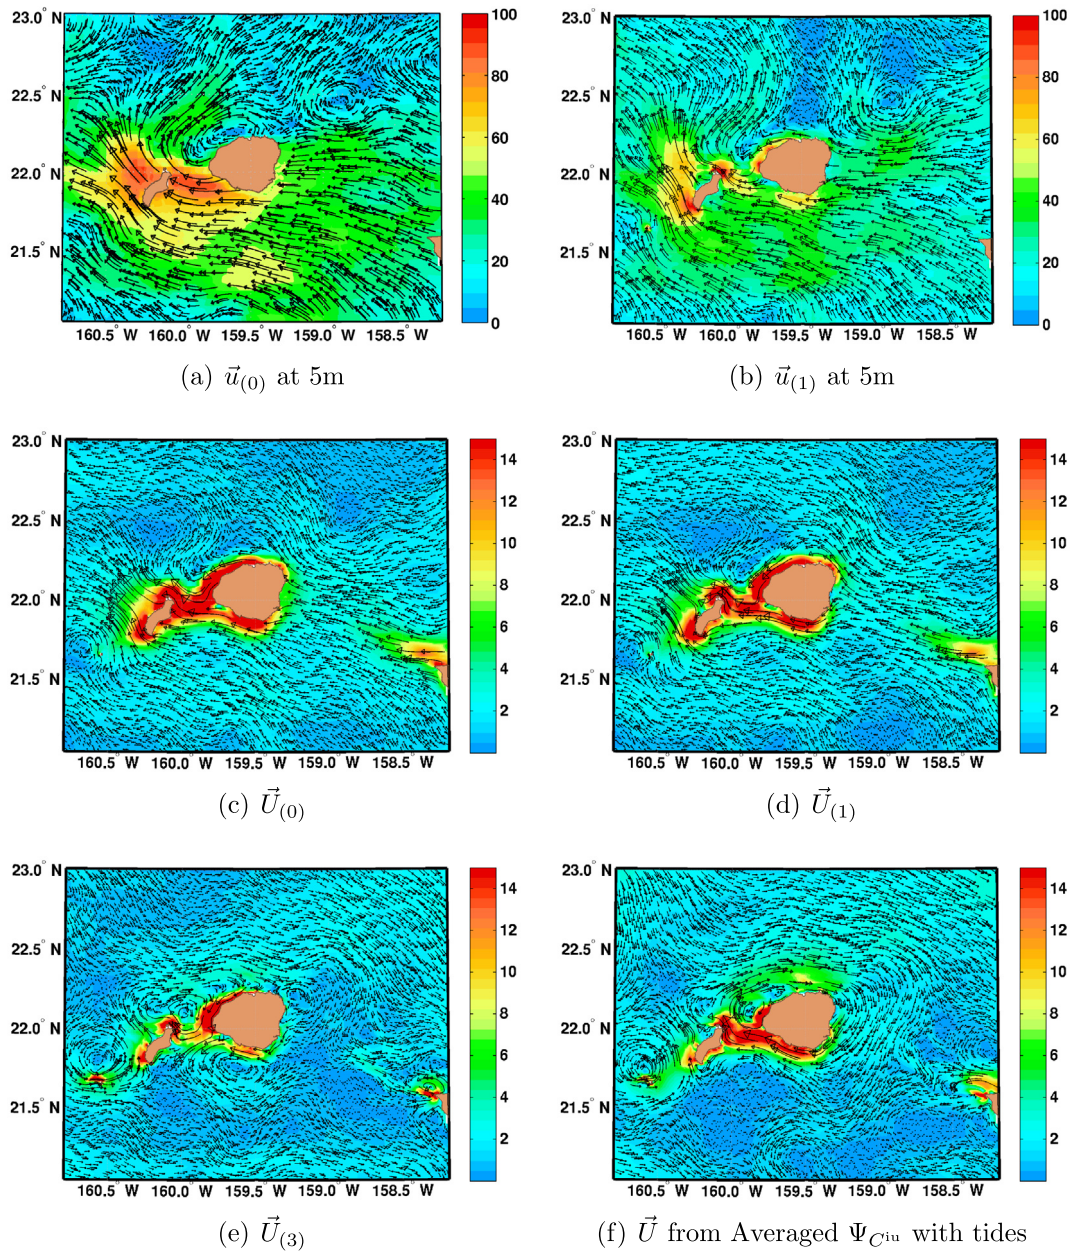 23.0° N 100 23.0° N 100
80 80
22.5° N 22.5° N
60 60
22.0° N 22.0° N
40 40
21.5° N 21.5° N
20 20
0 0
160.5° W 160.0° W 159.5° W 159.0° W 158.5° W 160.5° W 160.0° W 159.5° W 159.0° W 158.5° W
(a) u⃗(0) at 5m (b) u⃗(1) at 5m
23.0° N 14 23.0° N 14
12 12
22.5° N 22.5° N
10 10
8 8
22.0° N 22.0° N
6 6
4 4
21.5° N 21.5° N
2 2
160.5° W 160.0° W 159.5° W 159.0° W 158.5° W 160.5° W 160.0° W 159.5° W 159.0° W 158.5° W
(c) U⃗(0) (d) U⃗(1)
23.0° N 14 23.0° N 14
12 12
22.5° N 22.5° N
10 10
8 8
22.0° N 22.0° N
6 6
4 4
21.5° N 21.5° N
2 2
160.5° W 160.0° W 159.5° W 159.0° W 158.5° W 160.5° W 160.0° W 159.5° W 159.0° W 158.5° W
(e) U⃗(3) (f) U⃗ from Averaged Ψ_C^iu with tides